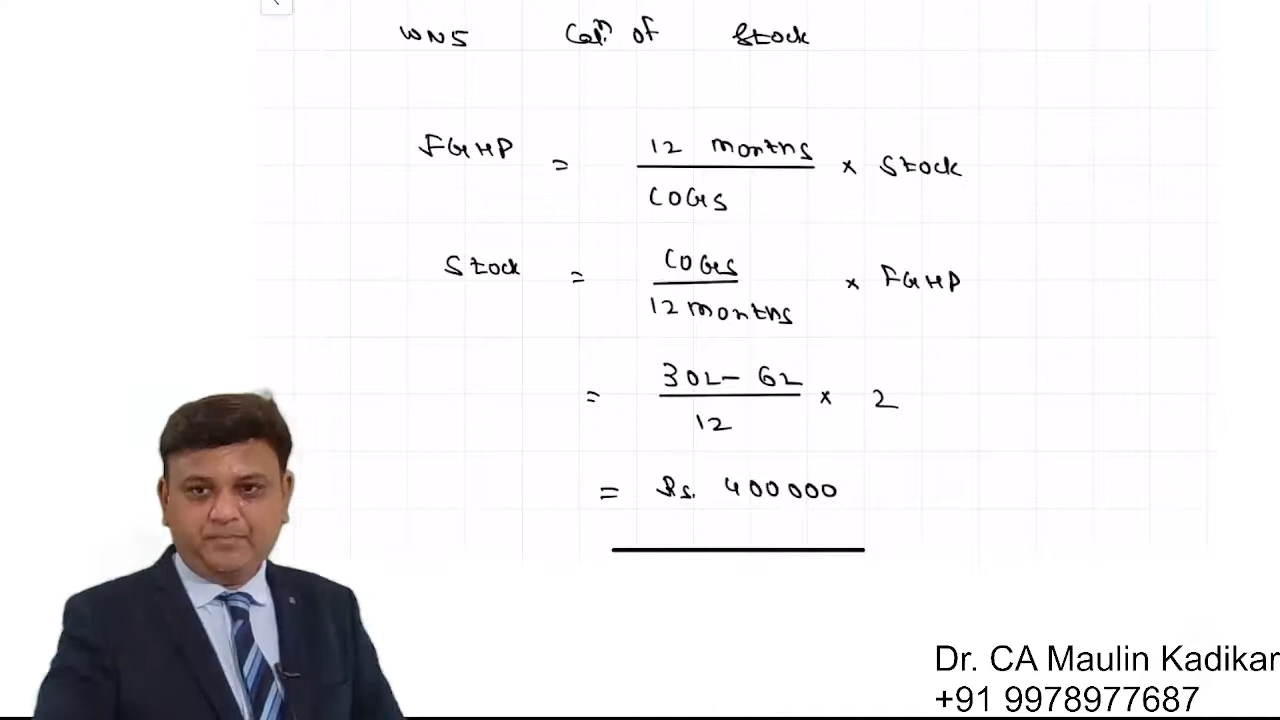 WN5 Calⁿ of Stock
FGHP = 12 months / COGS × Stock
Stock = COGS / 12 months × FGHP
= 30L - 6L / 12 × 2
= Rs. 400000
Dr. CA Maulin Kadikar
+91 9978977687